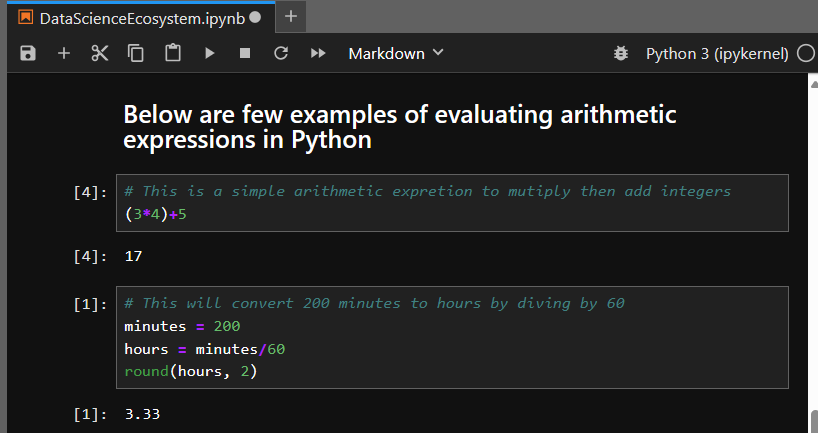 DataScienceEcosystem.ipynb
Markdown
Python 3 (ipykernel)
Below are few examples of evaluating arithmetic
expressions in Python
[4]: # This is a simple arithmetic expretion to mutiply then add integers
(3*4)+5
[4]: 17
[1]: # This will convert 200 minutes to hours by diving by 60
minutes = 200
hours = minutes/60
round(hours, 2)
[1]: 3.33